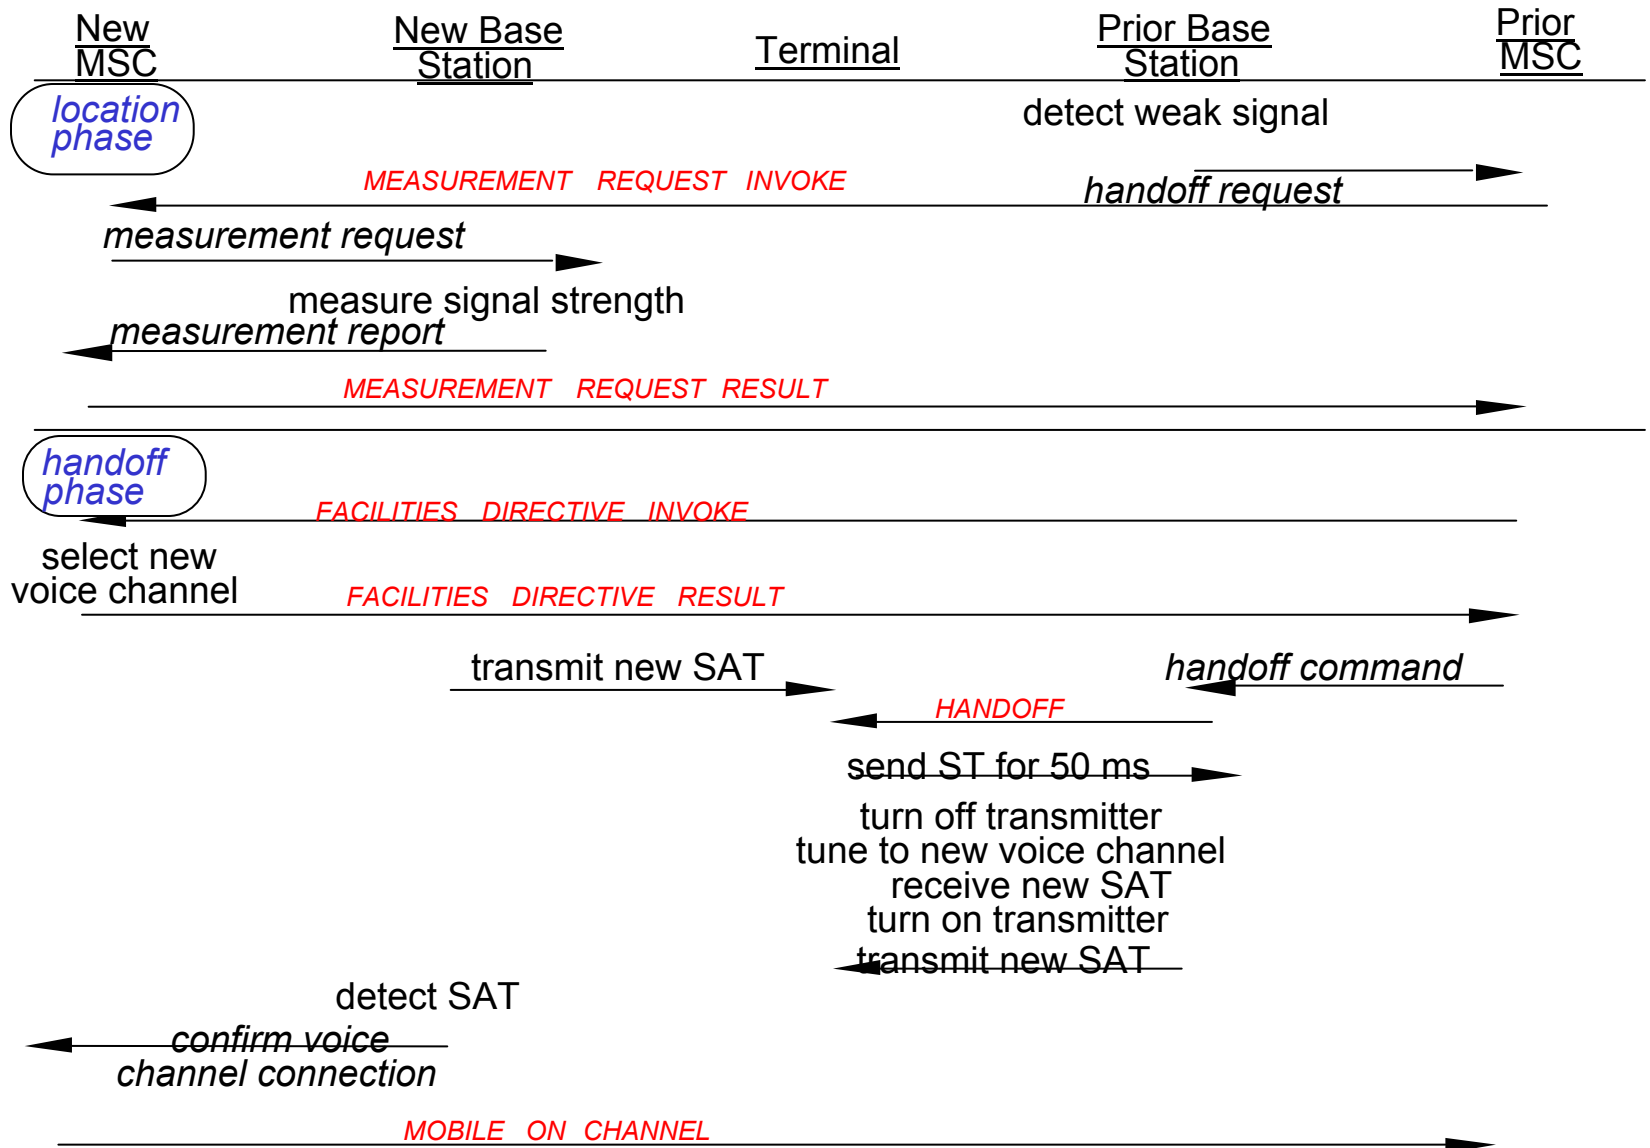 New
MSC
New Base
Station
Terminal
Prior Base
Station
Prior
MSC
location
phase
detect weak signal
MEASUREMENT REQUEST INVOKE
handoff request
measurement request
measure signal strength
measurement report
MEASUREMENT REQUEST RESULT
handoff
phase
FACILITIES DIRECTIVE INVOKE
select new
voice channel
FACILITIES DIRECTIVE RESULT
transmit new SAT
handoff command
HANDOFF
send ST for 50 ms
turn off transmitter
tune to new voice channel
receive new SAT
turn on transmitter
transmit new SAT
detect SAT
confirm voice
channel connection
MOBILE ON CHANNEL